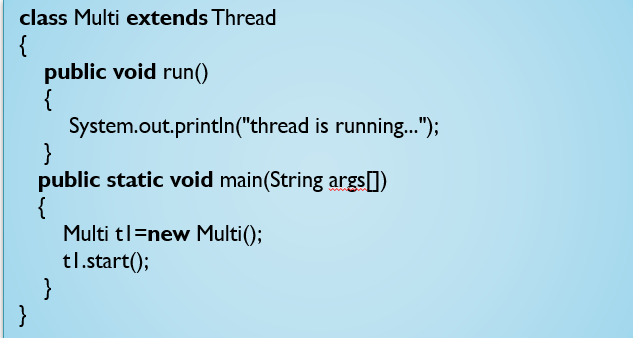 class Multi extends Thread
{
public void run()
{
System.out.println("thread is running...");
}
public static void main(String args[])
{
Multi t1=new Multi();
t1.start();
}
}